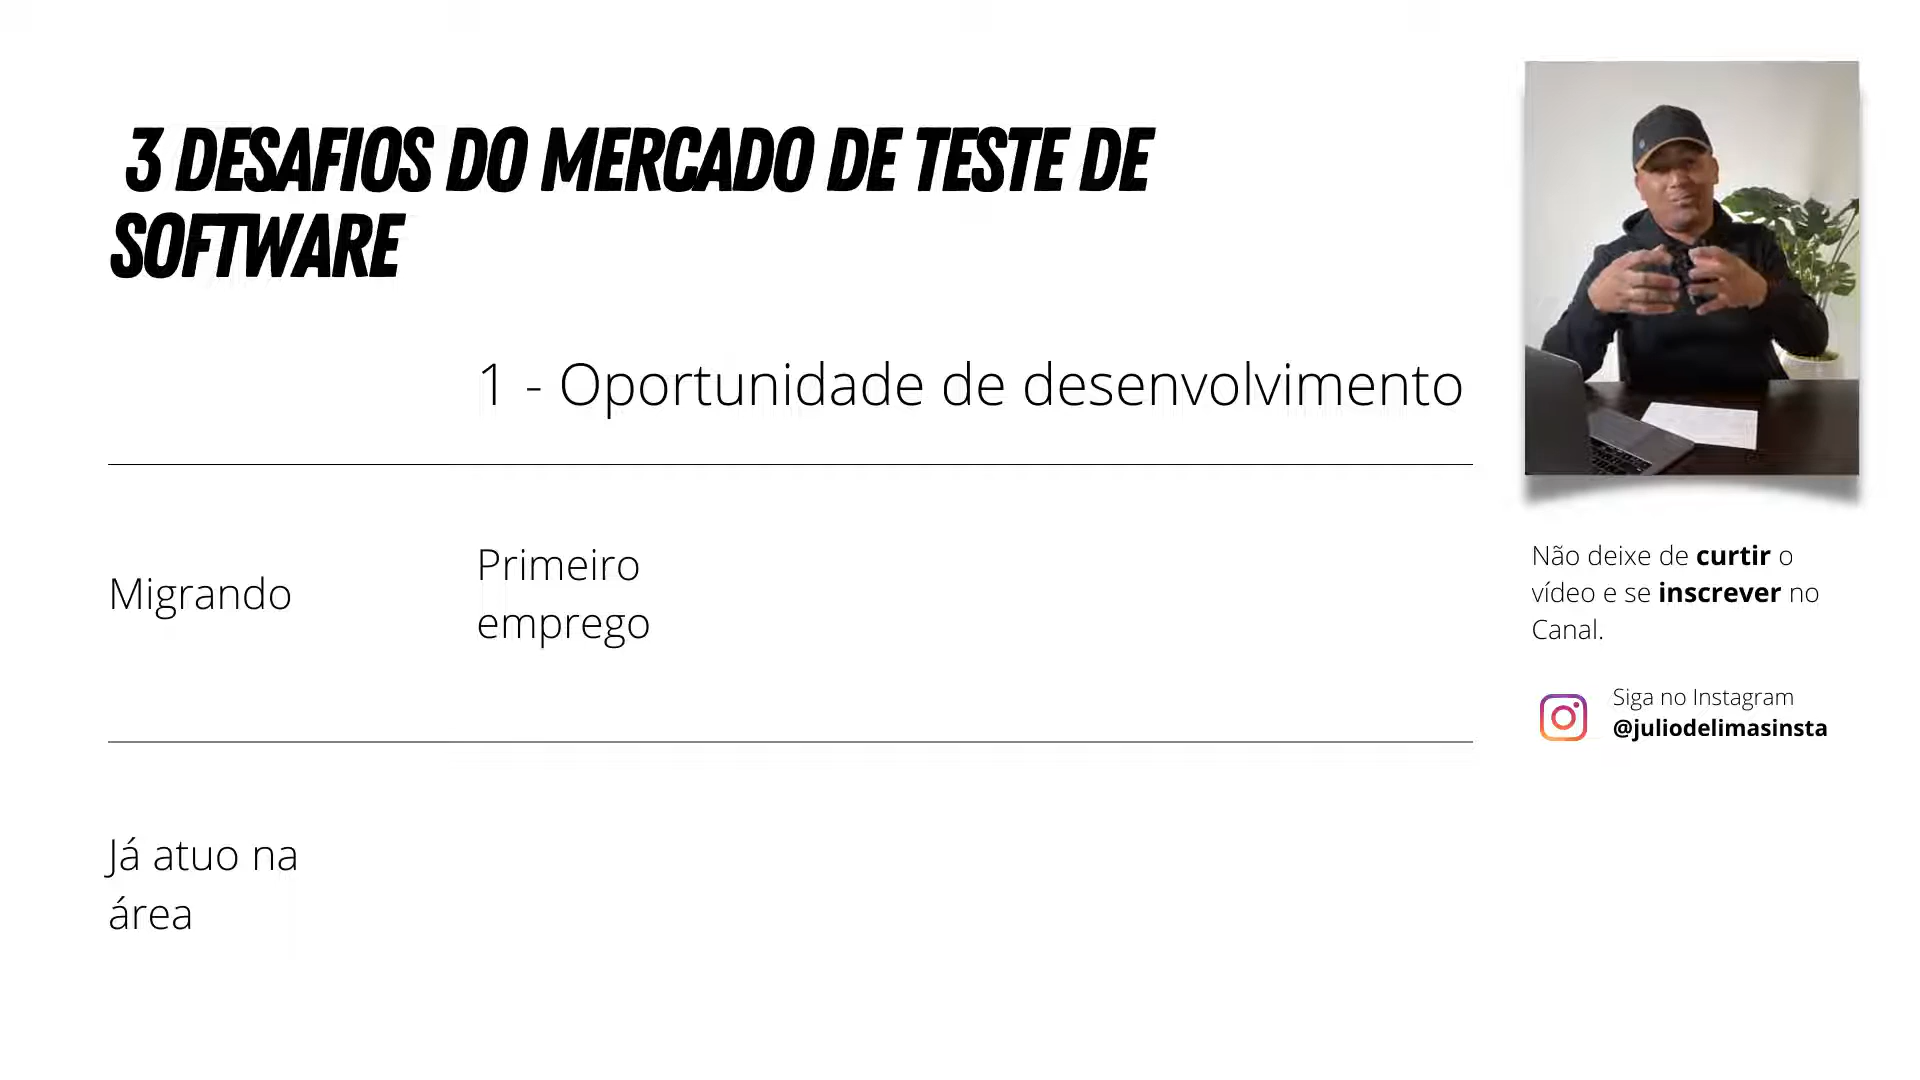 3 DESAFIOS DO MERCADO DE TESTE DE
SOFTWARE
1 - Oportunidade de desenvolvimento
Migrando
Primeiro
emprego
Já atuo na
área
Não deixe de curtir o
vídeo e se inscrever no
Canal.
Siga no Instagram
@juliodelimasinsta